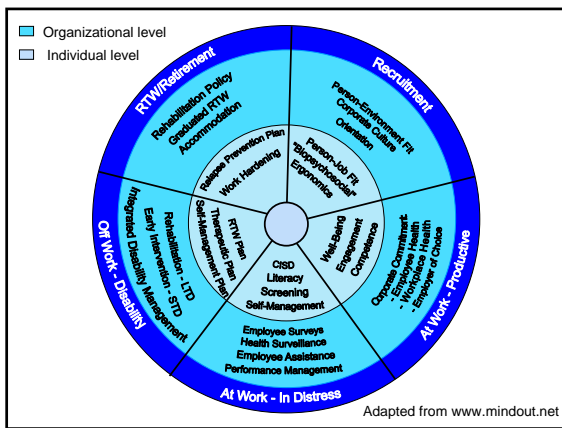 Organizational level
Individual level
RTW/Retirement
Rehabilitation Policy
Graduated RTW
Accommodation
Relapse Prevention Plan
Work Hardening
Recruitment
Person-Environment Fit
Corporate Culture
Orientation
Person-Job Fit
"Biopsychosocial"
Ergonomics
At Work - Productive
Corporate Commitment:
- Employee Health
- Workplace Health
- Employer of Choice
Well-Being
Engagement
Competence
At Work - In Distress
CISD
Literacy
Screening
Self-Management
Employee Surveys
Health Surveillance
Employee Assistance
Performance Management
Off Work - Disability
Integrated Disability Management
Early Intervention - STD
Rehabilitation - LTD
RTW Plan
Therapeutic Plan
Self-Management Plan
Adapted from www.mindout.net